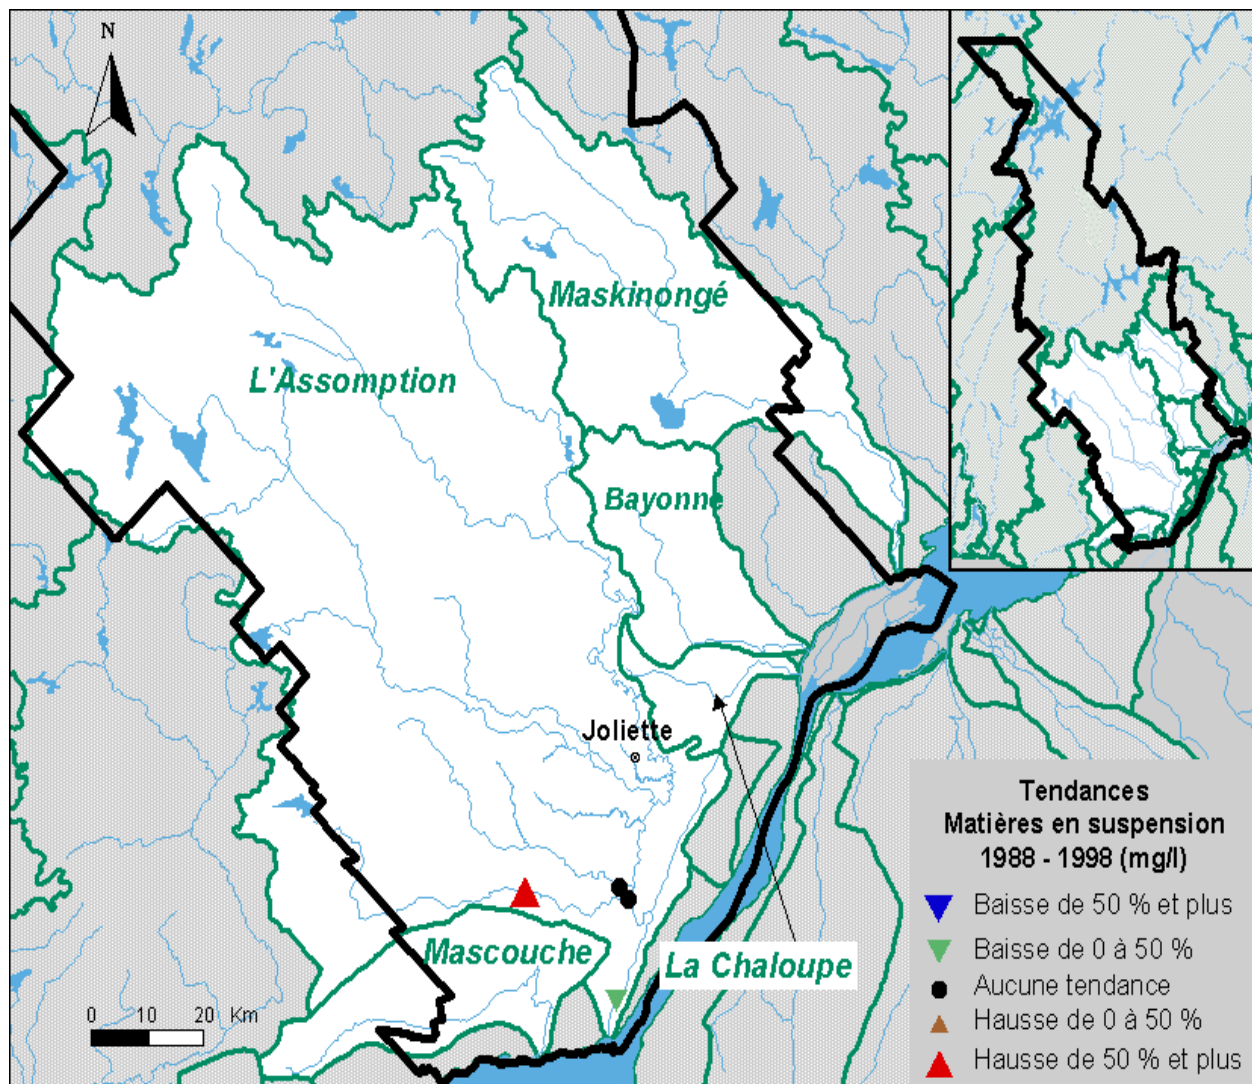 N
Maskinongé
L'Assomption
Bayonne
Joliette
Mascouche
La Chaloupe
0 10 20 Km
Tendances
Matières en suspension
1988 - 1998 (mg/l)
Baisse de 50 % et plus
Baisse de 0 à 50 %
Aucune tendance
Hausse de 0 à 50 %
Hausse de 50 % et plus